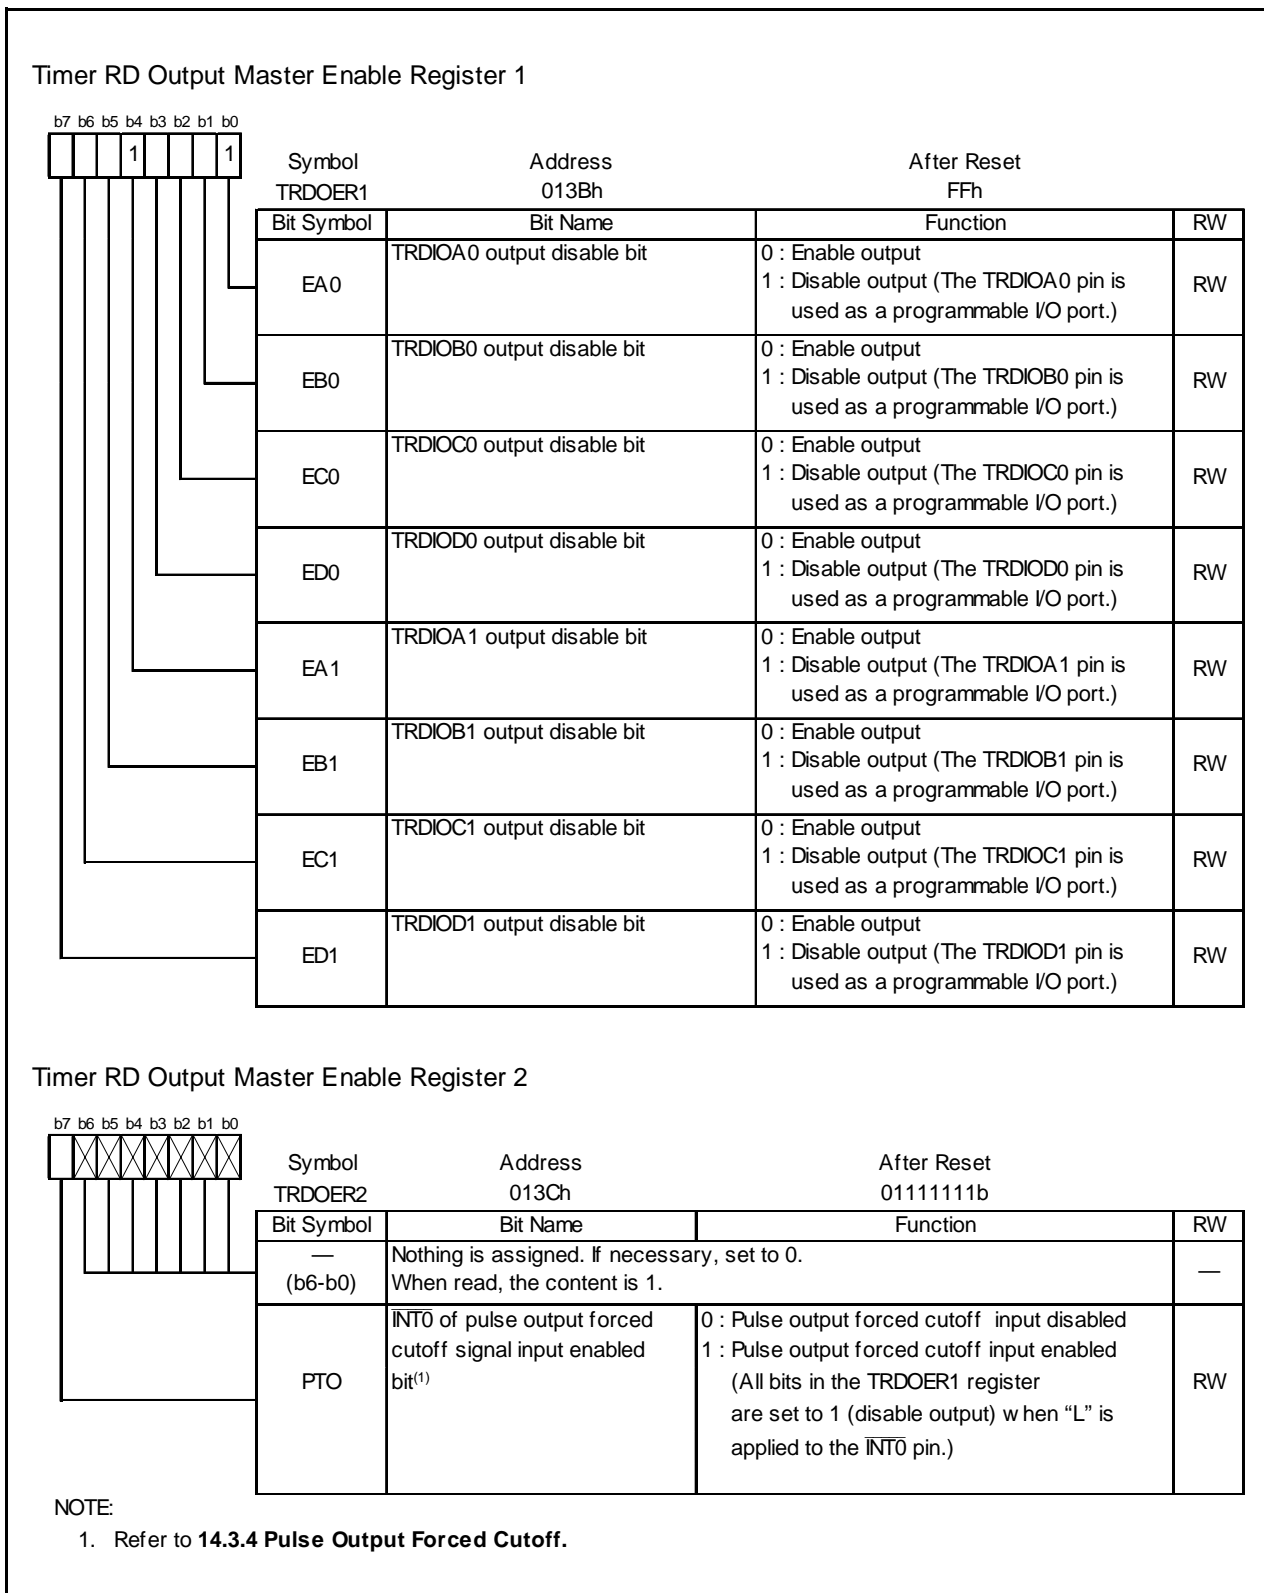 Timer RD Output Master Enable Register 1
b7 b6 b5 b4 b3 b2 b1 b0
1 1
Symbol Address After Reset
TRDOER1 013Bh FFh
Bit Symbol Bit Name Function RW
EA0 TRDIOA0 output disable bit 0 : Enable output
1 : Disable output (The TRDIOA0 pin is
used as a programmable I/O port.) RW
EB0 TRDIOB0 output disable bit 0 : Enable output
1 : Disable output (The TRDIOB0 pin is
used as a programmable I/O port.) RW
EC0 TRDIOC0 output disable bit 0 : Enable output
1 : Disable output (The TRDIOC0 pin is
used as a programmable I/O port.) RW
ED0 TRDIOD0 output disable bit 0 : Enable output
1 : Disable output (The TRDIOD0 pin is
used as a programmable I/O port.) RW
EA1 TRDIOA1 output disable bit 0 : Enable output
1 : Disable output (The TRDIOA1 pin is
used as a programmable I/O port.) RW
EB1 TRDIOB1 output disable bit 0 : Enable output
1 : Disable output (The TRDIOB1 pin is
used as a programmable I/O port.) RW
EC1 TRDIOC1 output disable bit 0 : Enable output
1 : Disable output (The TRDIOC1 pin is
used as a programmable I/O port.) RW
ED1 TRDIOD1 output disable bit 0 : Enable output
1 : Disable output (The TRDIOD1 pin is
used as a programmable I/O port.) RW
Timer RD Output Master Enable Register 2
b7 b6 b5 b4 b3 b2 b1 b0
Symbol Address After Reset
TRDOER2 013Ch 01111111b
Bit Symbol Bit Name Function RW
— Nothing is assigned. If necessary, set to 0.
(b6-b0) When read, the content is 1. —
I̅N̅T̅0̅ of pulse output forced 0 : Pulse output forced cutoff input disabled
cutoff signal input enabled 1 : Pulse output forced cutoff input enabled
PTO bit(1) (All bits in the TRDOER1 register RW
are set to 1 (disable output) when “L” is
applied to the I̅N̅T̅0̅ pin.)
NOTE:
1. Refer to 14.3.4 Pulse Output Forced Cutoff.